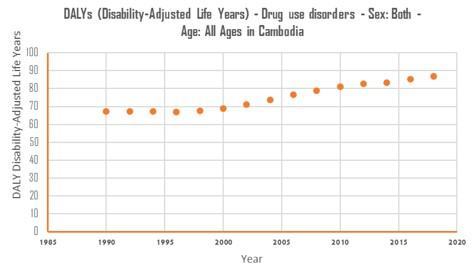 DALYs (Disability-Adjusted Life Years) - Drug use disorders - Sex: Both -
Age: All Ages in Cambodia
DALY Disability-Adjusted Life Years
100
90
80
70
60
50
40
30
20
10
0
1985 1990 1995 2000 2005 2010 2015 2020
Year